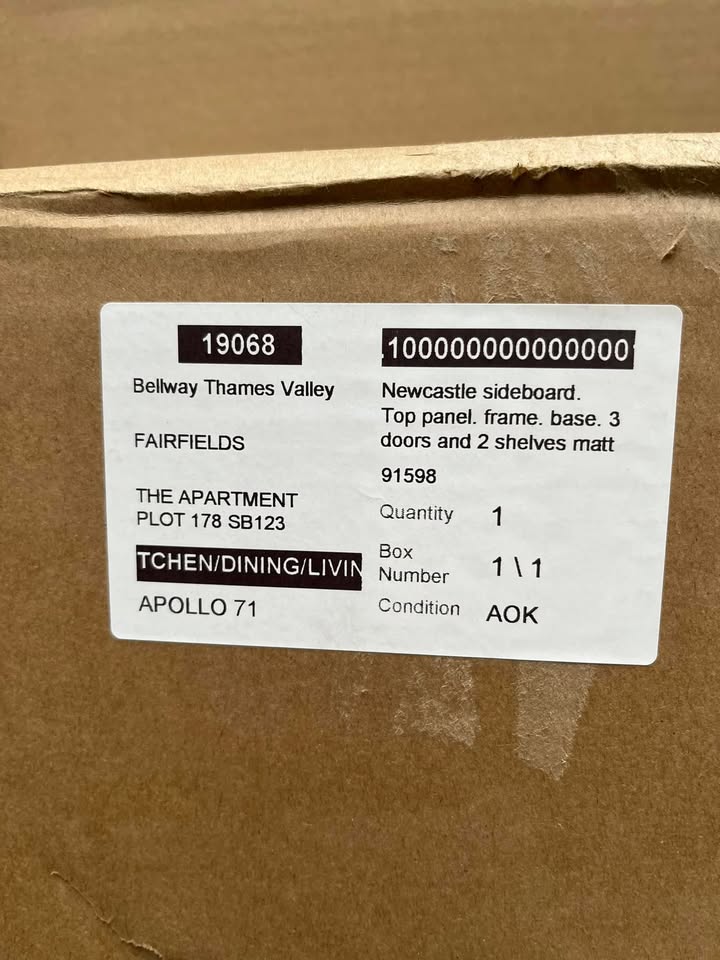 19068
Bellway Thames Valley
FAIRFIELDS
THE APARTMENT
PLOT 178 SB123
TCHEN/DINING/LIVIN
APOLLO 71
.100000000000000
Newcastle sideboard.
Top panel. frame. base. 3
doors and 2 shelves matt
91598
Quantity 1
Box
Number 1 \ 1
Condition AOK